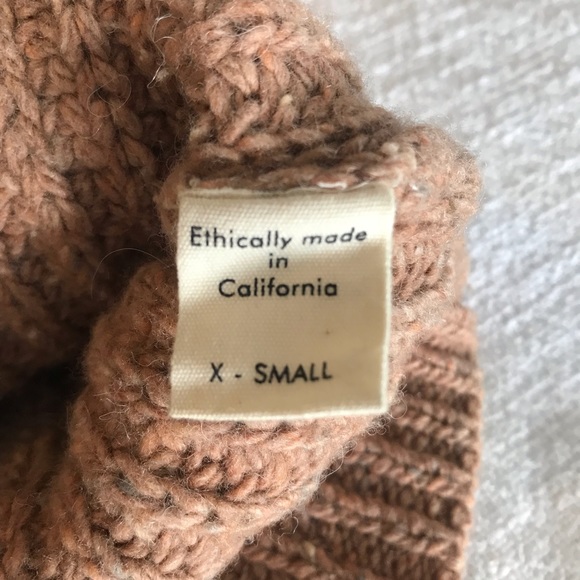 Ethically made
in
California
X - SMALL